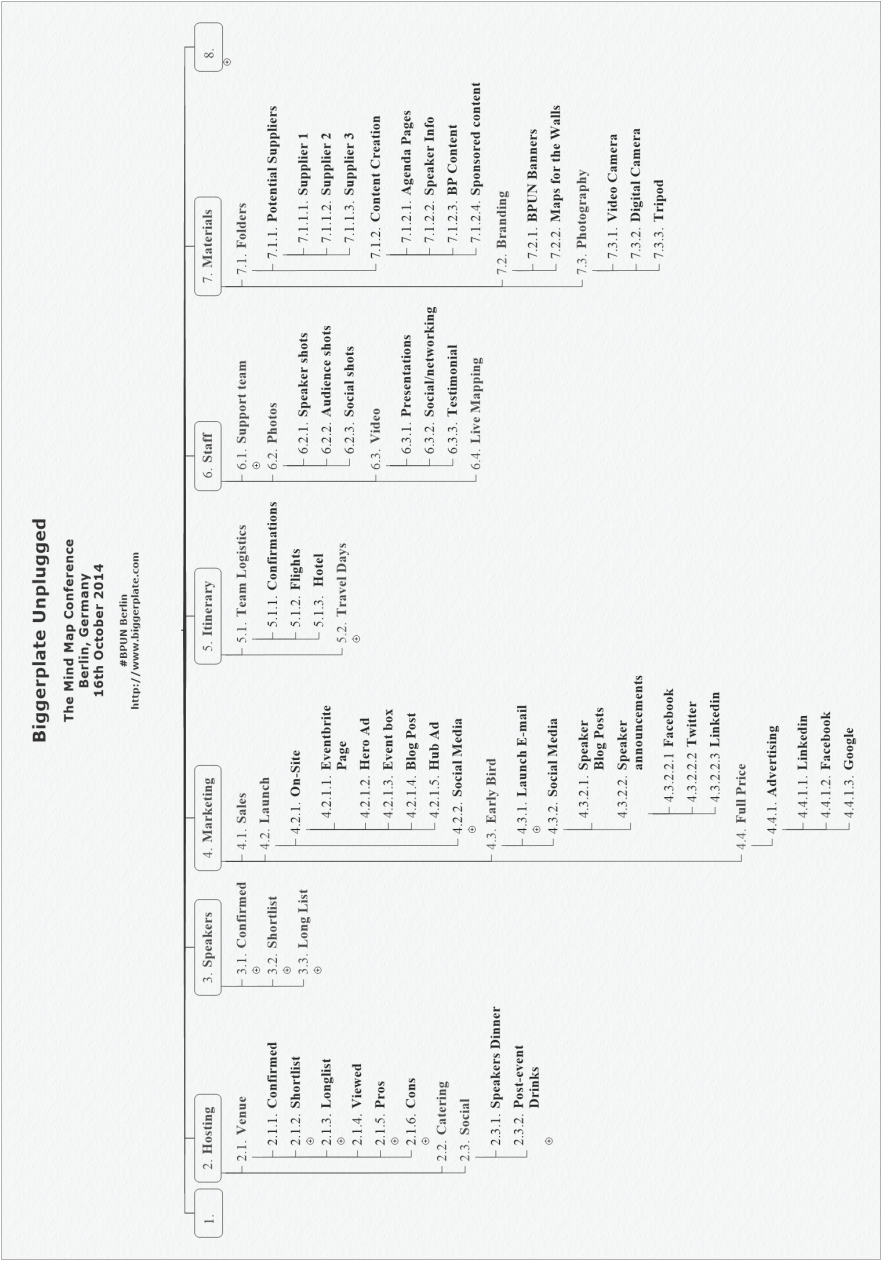 Biggerplate Unplugged
The Mind Map Conference
Berlin, Germany
16th October 2014
#BPUN Berlin
http://www.biggerplate.com
1.
2. Hosting
2.1. Venue
2.1.1. Confirmed
2.1.2. Shortlist
2.1.3. Longlist
2.1.4. Viewed
2.1.5. Pros
2.1.6. Cons
2.2. Catering
2.3. Social
2.3.1. Speakers Dinner
2.3.2. Post-event
Drinks
3. Speakers
3.1. Confirmed
3.2. Shortlist
3.3. Long List
4. Marketing
4.1. Sales
4.2. Launch
4.2.1. On-Site
4.2.1.1. Eventbrite
Page
4.2.1.2. Hero Ad
4.2.1.3. Event box
4.2.1.4. Blog Post
4.2.1.5. Hub Ad
4.2.2. Social Media
4.3. Early Bird
4.3.1. Launch E-mail
4.3.2. Social Media
4.3.2.1. Speaker
Blog Posts
4.3.2.2. Speaker
announcements
4.3.2.2.1 Facebook
4.3.2.2.2 Twitter
4.3.2.2.3 Linkedin
4.4. Full Price
4.4.1. Advertising
4.4.1.1. Linkedin
4.4.1.2. Facebook
4.4.1.3. Google
5. Itinerary
5.1. Team Logistics
5.1.1. Confirmations
5.1.2. Flights
5.1.3. Hotel
5.2. Travel Days
6. Staff
6.1. Support team
6.2. Photos
6.2.1. Speaker shots
6.2.2. Audience shots
6.2.3. Social shots
6.3. Video
6.3.1. Presentations
6.3.2. Social/networking
6.3.3. Testimonial
6.4. Live Mapping
7. Materials
7.1. Folders
7.1.1. Potential Suppliers
7.1.1.1. Supplier 1
7.1.1.2. Supplier 2
7.1.1.3. Supplier 3
7.1.2. Content Creation
7.1.2.1. Agenda Pages
7.1.2.2. Speaker Info
7.1.2.3. BP Content
7.1.2.4. Sponsored content
7.2. Branding
7.2.1. BPUN Banners
7.2.2. Maps for the Walls
7.3. Photography
7.3.1. Video Camera
7.3.2. Digital Camera
7.3.3. Tripod
8.